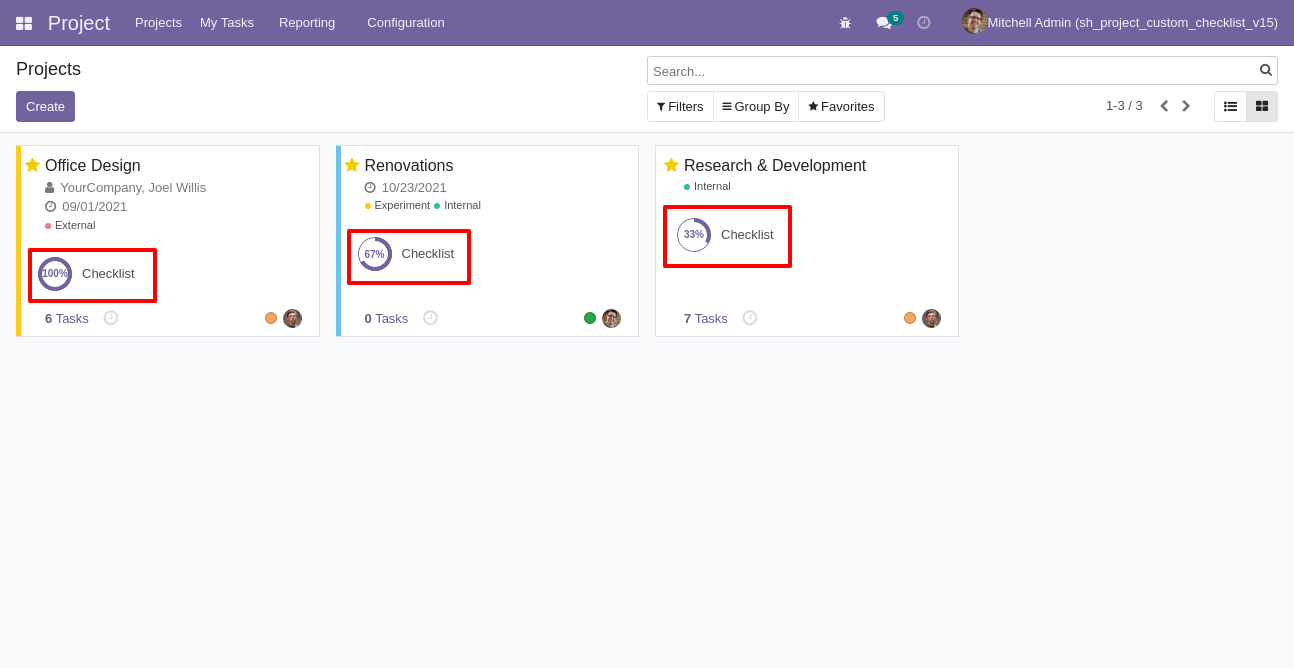 Project Projects My Tasks Reporting Configuration 5 Mitchell Admin (sh_project_custom_checklist_v15)
Projects
Search...
Create
Filters Group By Favorites 1-3 / 3
Office Design
YourCompany, Joel Willis
09/01/2021
External
100% Checklist
6 Tasks
Renovations
10/23/2021
Experiment Internal
67% Checklist
0 Tasks
Research & Development
Internal
33% Checklist
7 Tasks